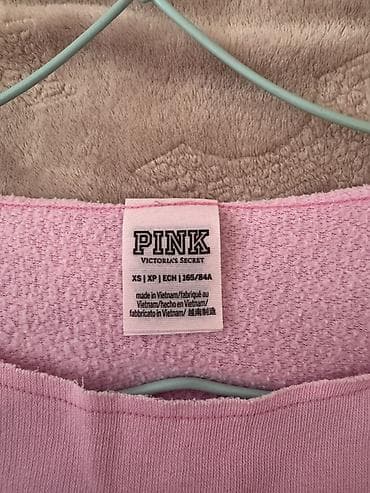 PINK
VICTORIA'S SECRET
XS | XP | ECH | 165/84A
made in Vietnam/fabriqué au
Vietnam/hecho en Vietnam/
fabbricato in Vietnam/ 越南制造